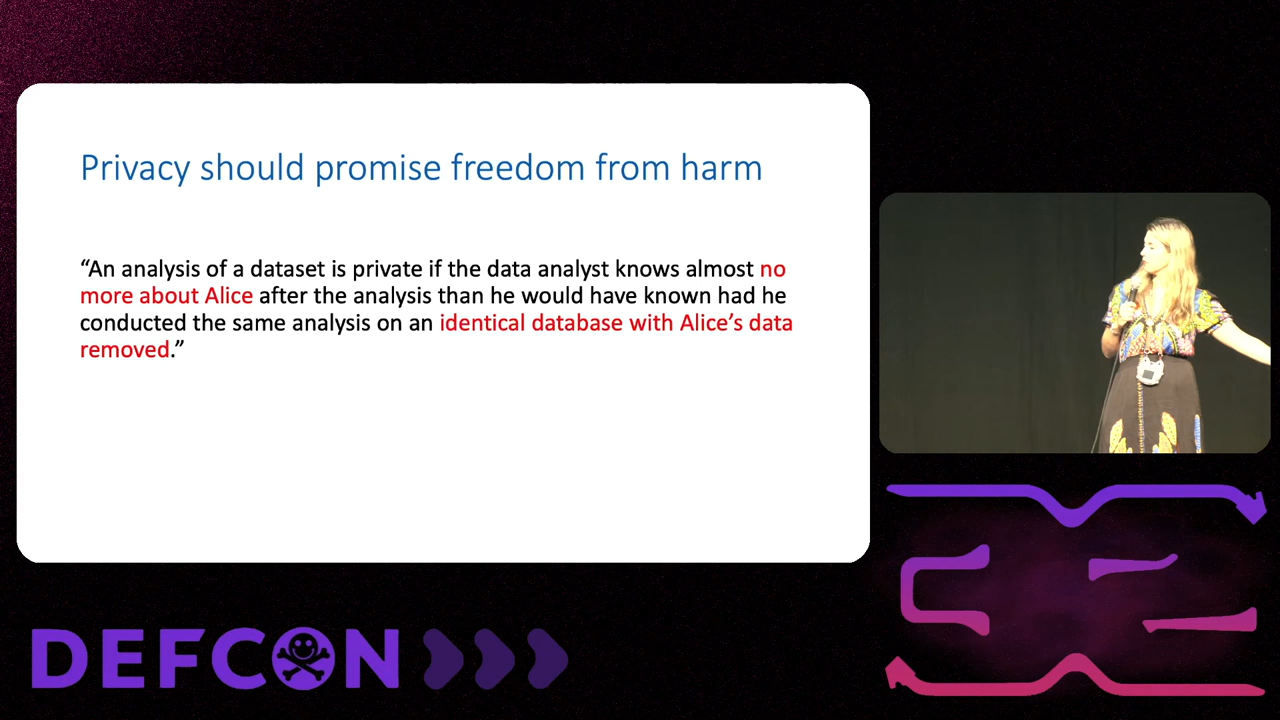 Privacy should promise freedom from harm
“An analysis of a dataset is private if the data analyst knows almost no
more about Alice after the analysis than he would have known had he
conducted the same analysis on an identical database with Alice’s data
removed.”
DEFCON